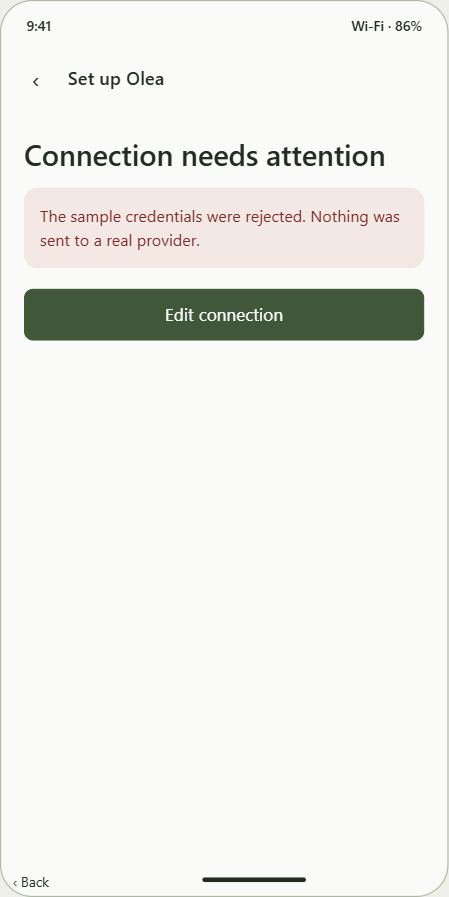 9:41
Wi-Fi · 86%
‹ Set up Olea
Connection needs attention
The sample credentials were rejected. Nothing was
sent to a real provider.
Edit connection
‹ Back